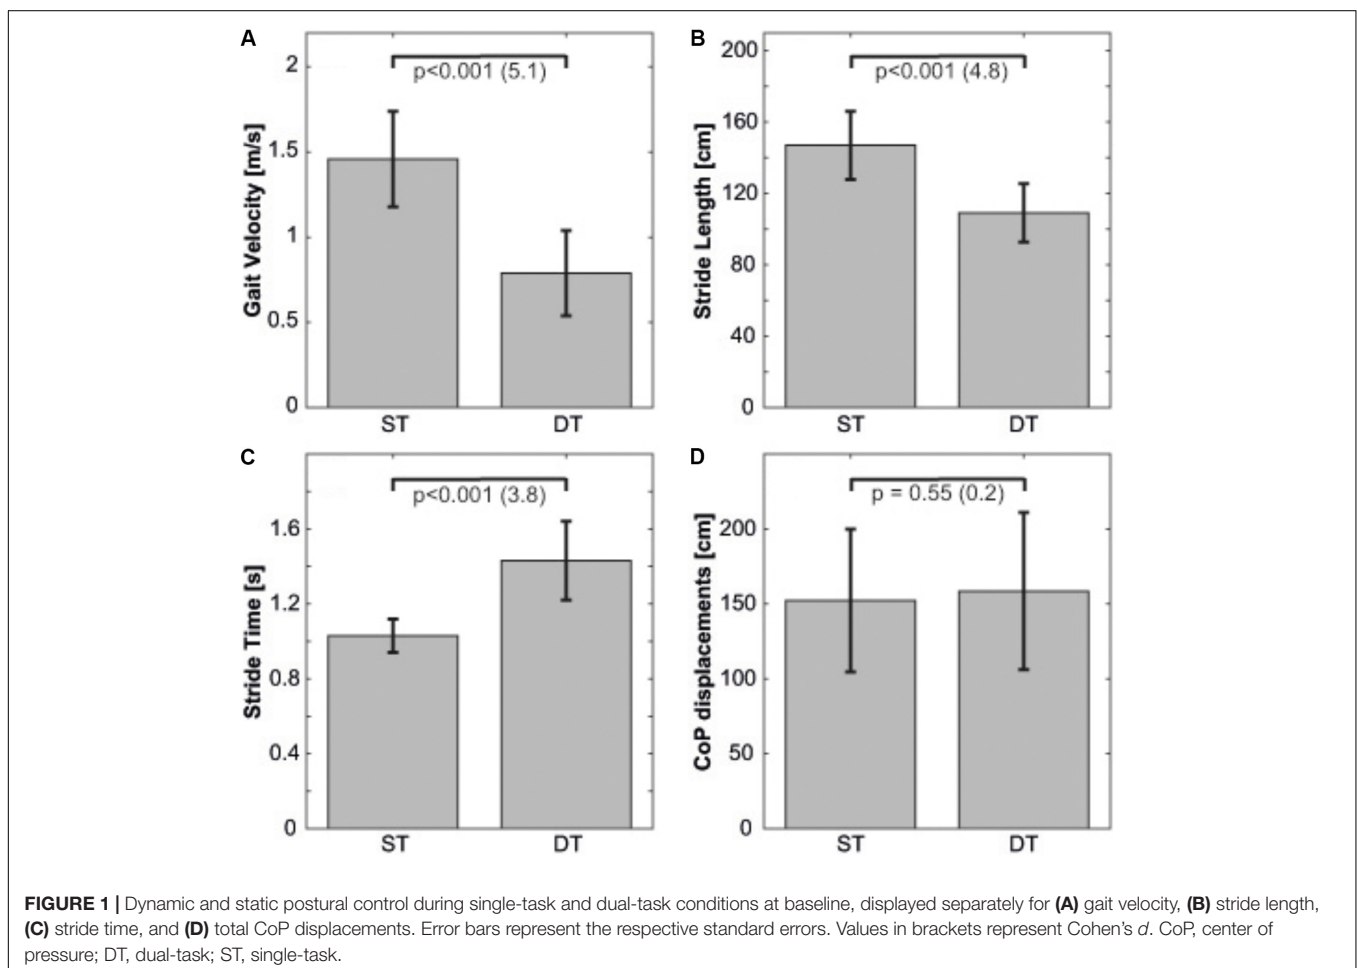 A
Gait Velocity [m/s]
2
1.5
1
0.5
0
p<0.001 (5.1)
ST DT
B
Stride Length [cm]
200
160
120
80
40
0
p<0.001 (4.8)
ST DT
C
Stride Time [s]
1.6
1.2
0.8
0.4
0
p<0.001 (3.8)
ST DT
D
CoP displacements [cm]
200
150
100
50
0
p = 0.55 (0.2)
ST DT
FIGURE 1 | Dynamic and static postural control during single-task and dual-task conditions at baseline, displayed separately for (A) gait velocity, (B) stride length,
(C) stride time, and (D) total CoP displacements. Error bars represent the respective standard errors. Values in brackets represent Cohen's d. CoP, center of
pressure; DT, dual-task; ST, single-task.